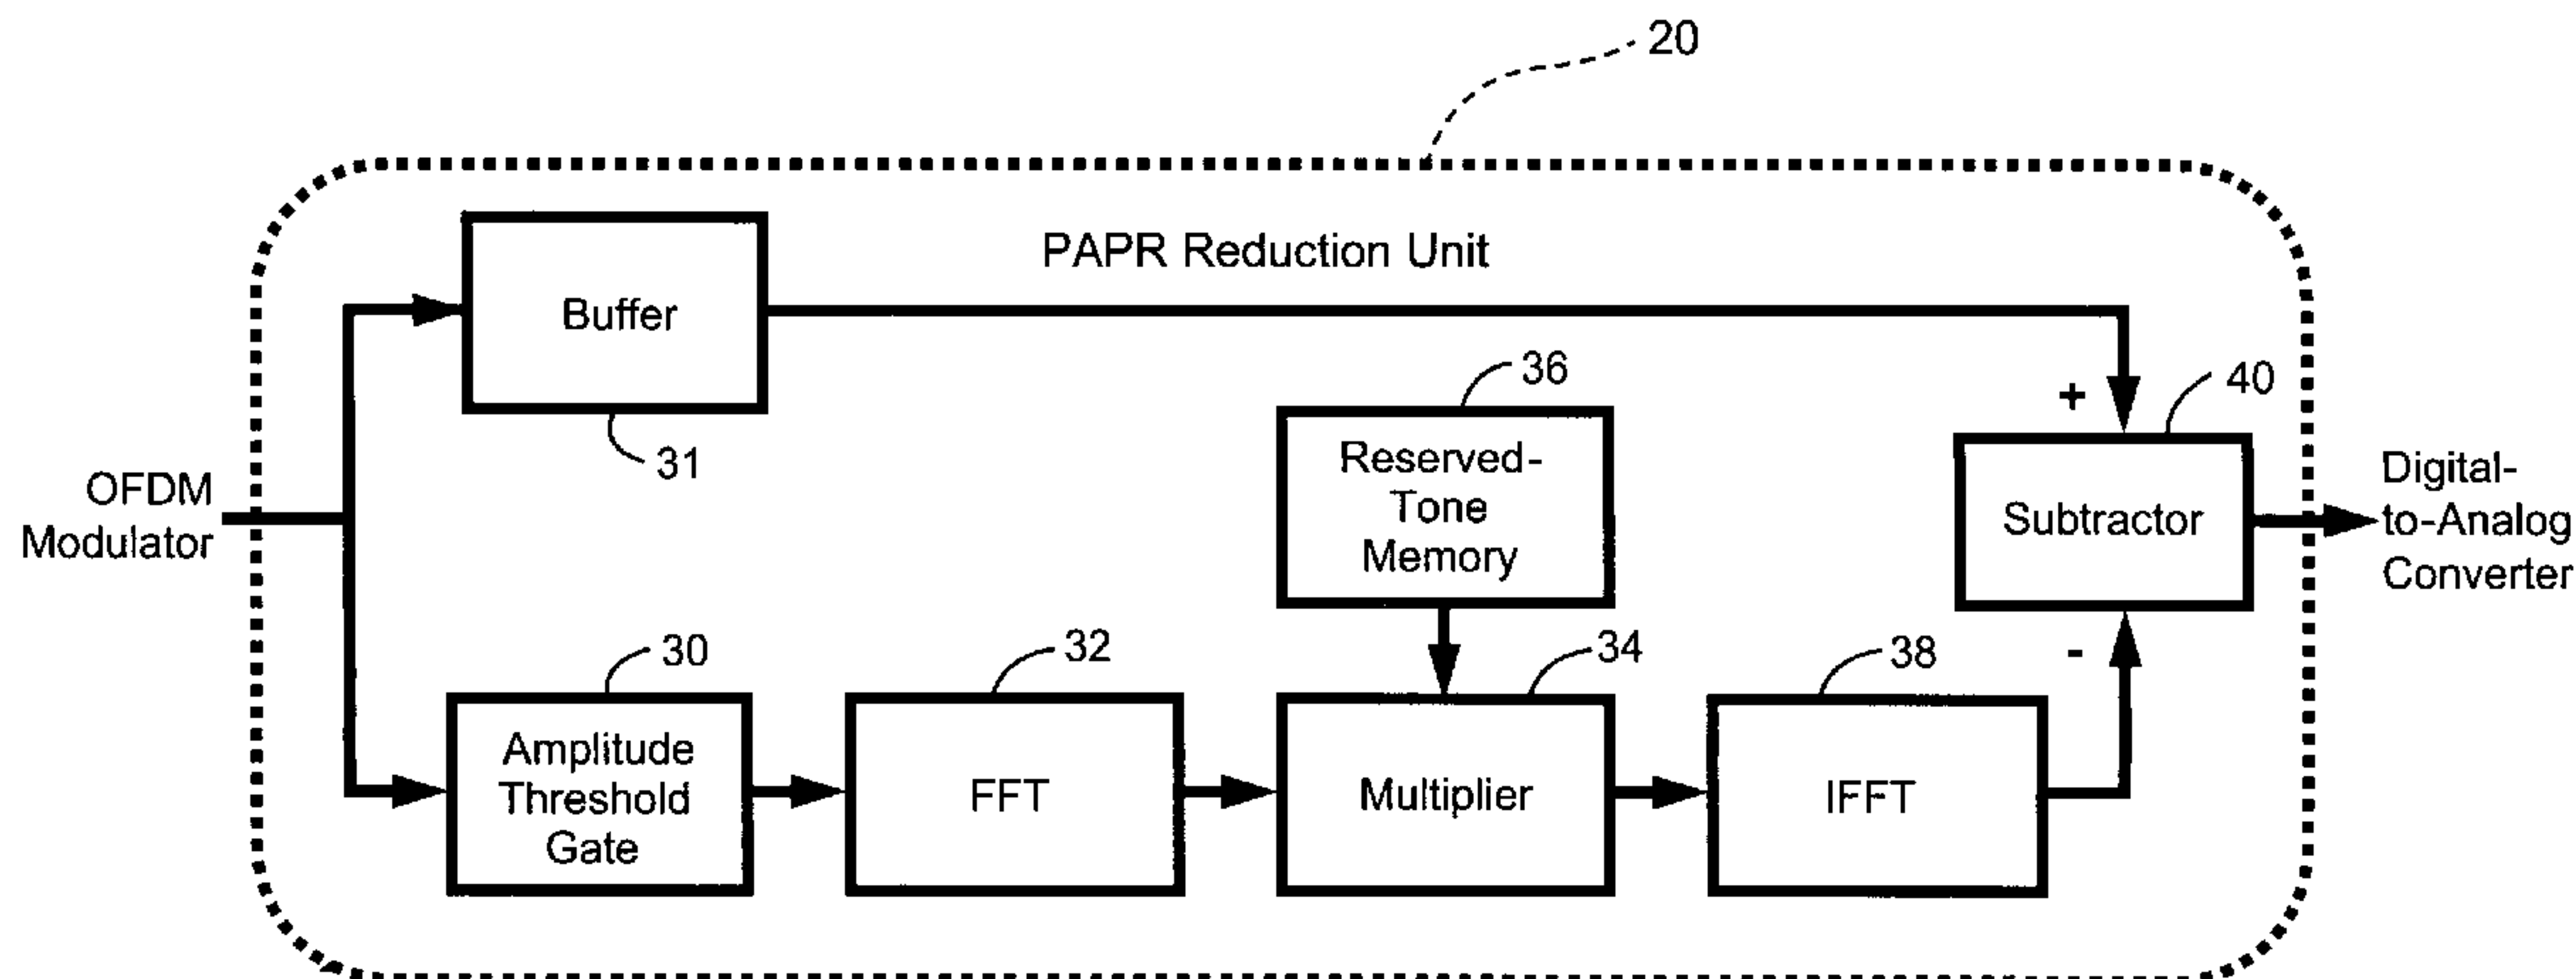 20
PAPR Reduction Unit
Buffer
31
36
Reserved-
Tone
Memory
+
40
Subtractor
-
OFDM
Modulator
Digital-
to-Analog
Converter
30
Amplitude
Threshold
Gate
32
FFT
34
Multiplier
38
IFFT